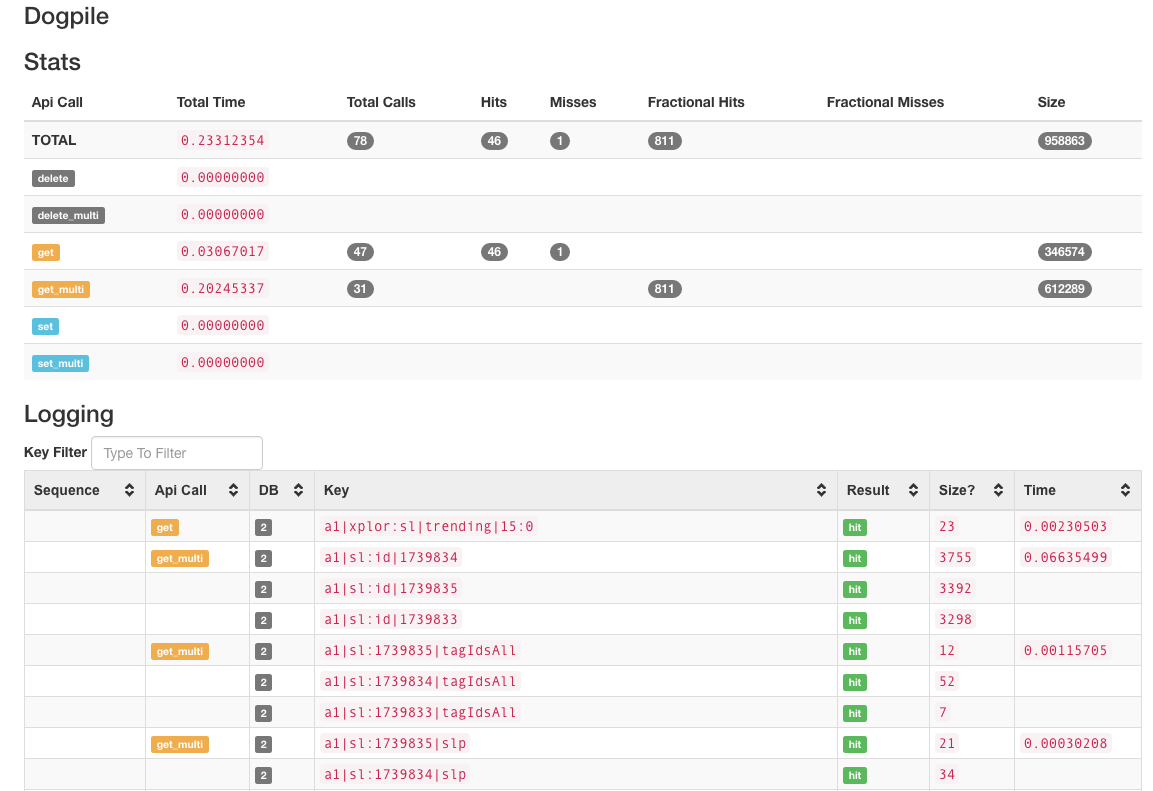 Dogpile
Stats
Api Call Total Time Total Calls Hits Misses Fractional Hits Fractional Misses Size
TOTAL 0.23312354 78 46 1 811 958863
delete 0.00000000
delete_multi 0.00000000
get 0.03067017 47 46 1 346574
get_multi 0.20245337 31 811 612289
set 0.00000000
set_multi 0.00000000
Logging
Key Filter Type To Filter
Sequence Api Call DB Key Result Size? Time
get 2 a1|xplor:sl|trending|15:0 hit 23 0.00230503
get_multi 2 a1|sl:id|1739834 hit 3755 0.06635499
2 a1|sl:id|1739835 hit 3392
2 a1|sl:id|1739833 hit 3298
get_multi 2 a1|sl:1739835|tagIdsAll hit 12 0.00115705
2 a1|sl:1739834|tagIdsAll hit 52
2 a1|sl:1739833|tagIdsAll hit 7
get_multi 2 a1|sl:1739835|slp hit 21 0.00030208
2 a1|sl:1739834|slp hit 34